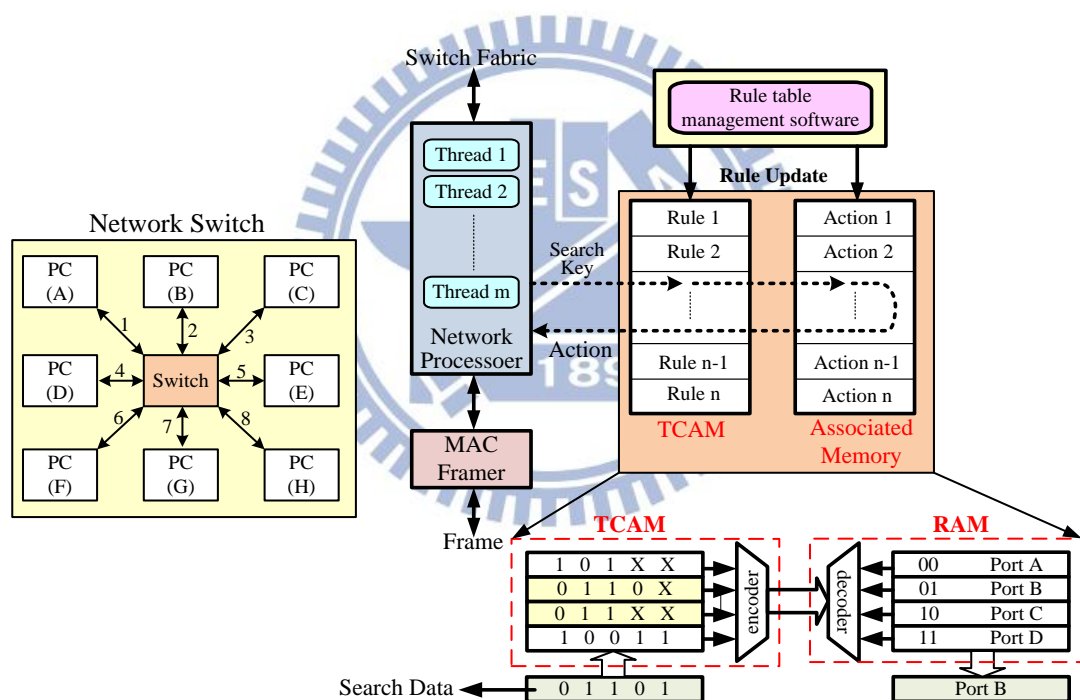 Switch Fabric
Rule table
management software
Thread 1
Thread 2
Thread m
Network
Processoer
Rule Update
Rule 1
Rule 2
Rule n-1
Rule n
TCAM
Action 1
Action 2
Action n-1
Action n
Associated
Memory
Search
Key
Action
ES
189
Network Switch
PC
(A)
PC
(B)
PC
(C)
1
2
3
PC
(D)
4
Switch
5
PC
(E)
6
7
8
PC
(F)
PC
(G)
PC
(H)
MAC
Framer
Frame
TCAM
RAM
1 0 1 X X
0 1 1 0 X
0 1 1 X X
1 0 0 1 1
encoder
decoder
00 Port A
01 Port B
10 Port C
11 Port D
Search Data
0 1 1 0 1
Port B